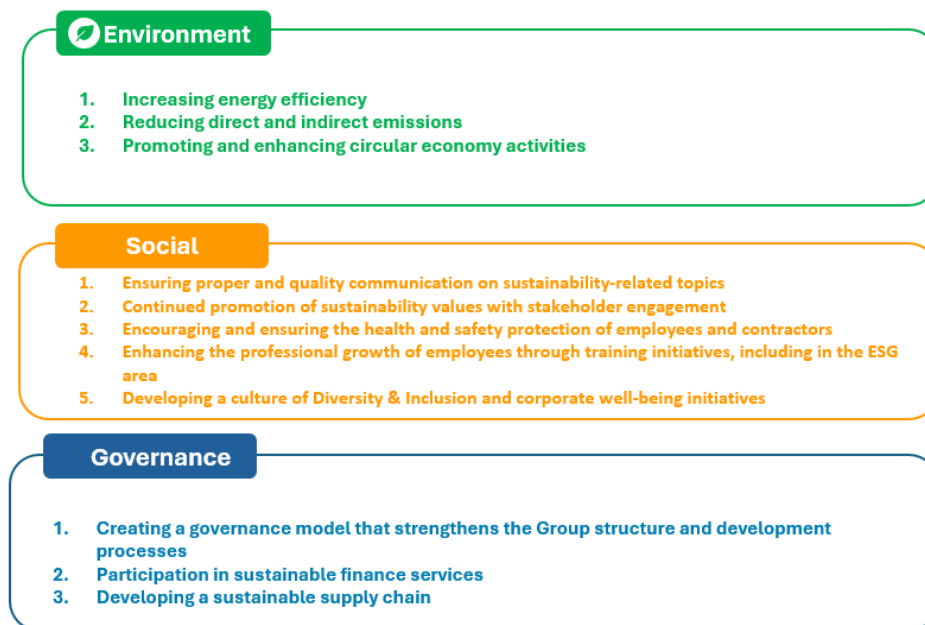 Environment
1. Increasing energy efficiency
2. Reducing direct and indirect emissions
3. Promoting and enhancing circular economy activities
Social
1. Ensuring proper and quality communication on sustainability-related topics
2. Continued promotion of sustainability values with stakeholder engagement
3. Encouraging and ensuring the health and safety protection of employees and contractors
4. Enhancing the professional growth of employees through training initiatives, including in the ESG
area
5. Developing a culture of Diversity & Inclusion and corporate well-being initiatives
Governance
1. Creating a governance model that strengthens the Group structure and development
processes
2. Participation in sustainable finance services
3. Developing a sustainable supply chain